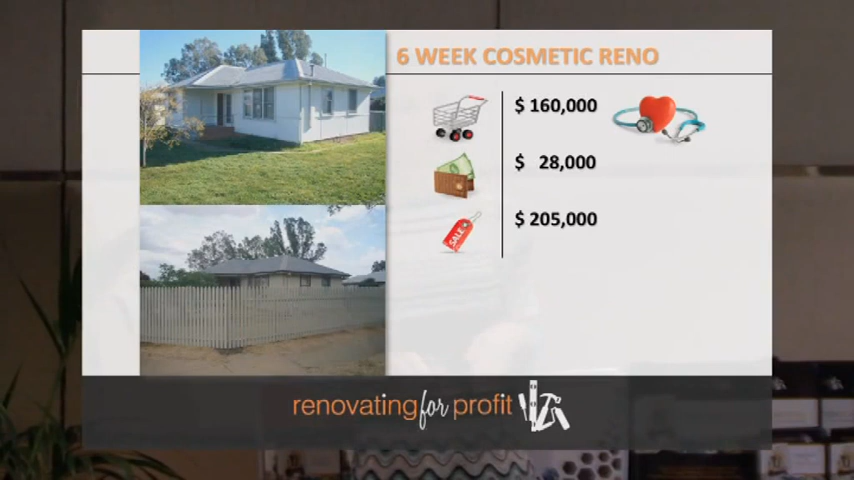 6 WEEK COSMETIC RENO
$ 160,000
$ 28,000
SALE
$ 205,000
renovating for profit